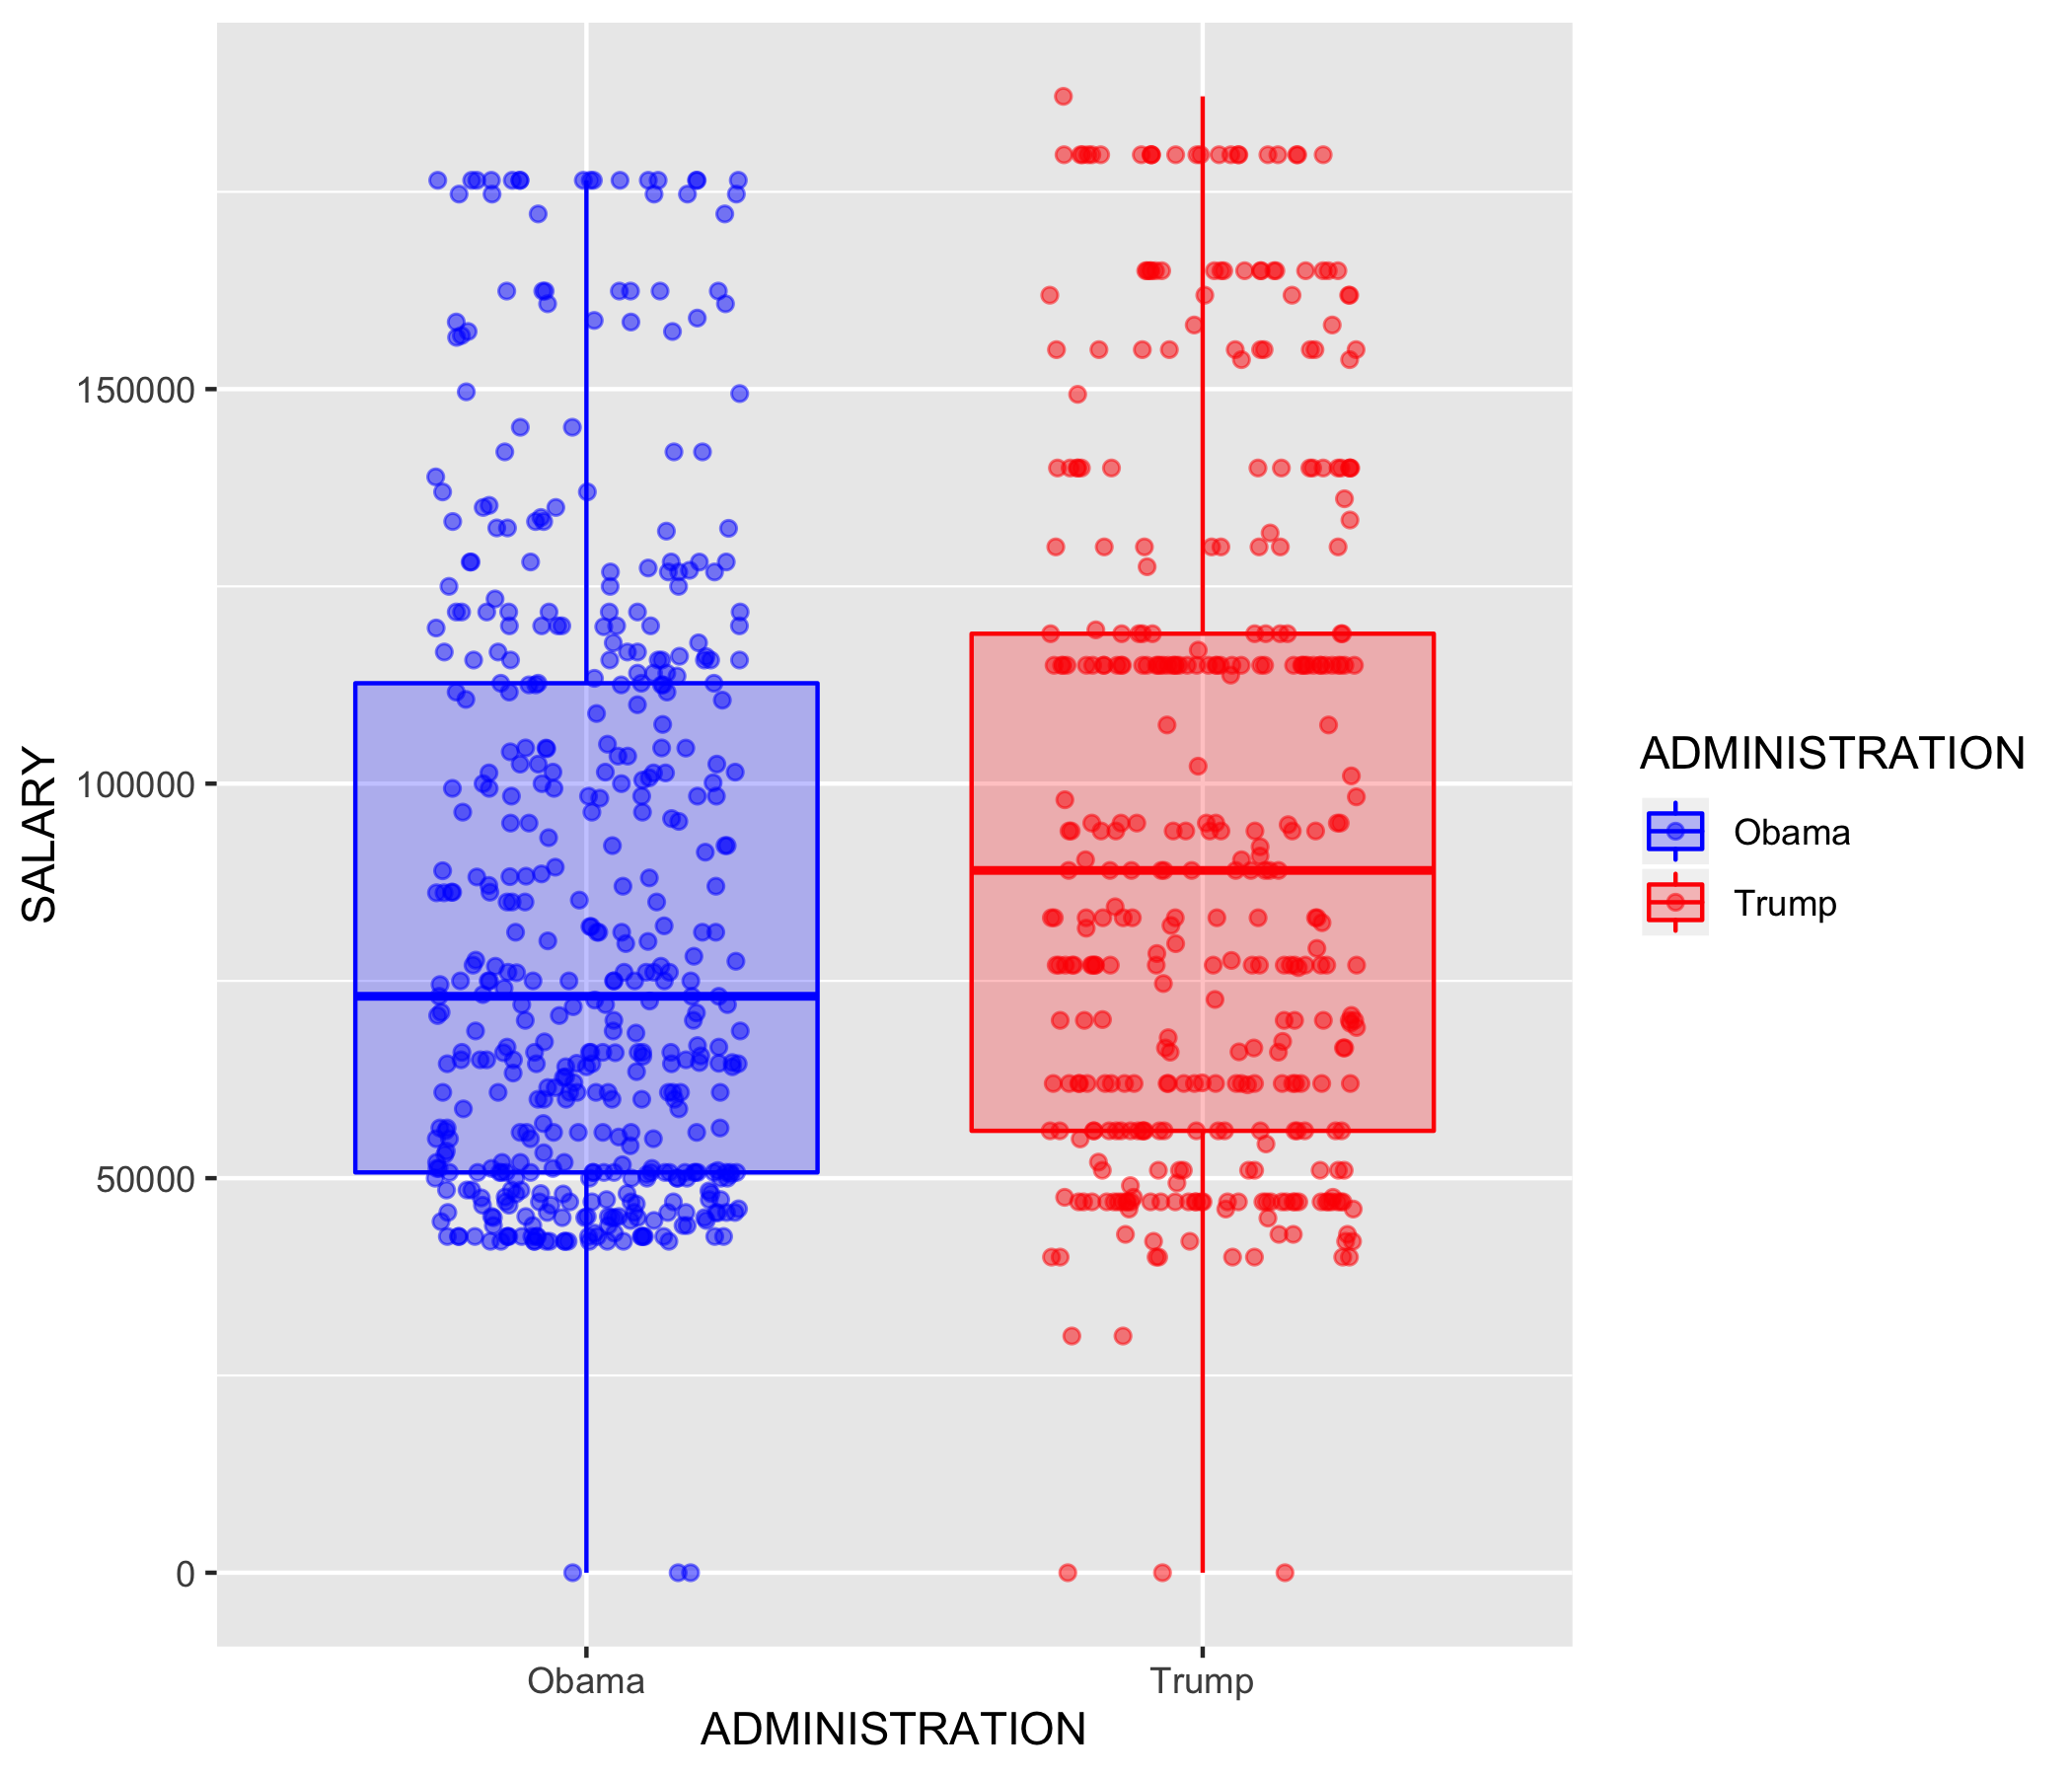 SALARY
150000
100000
50000
0
Obama
Trump
ADMINISTRATION
ADMINISTRATION
Obama
Trump